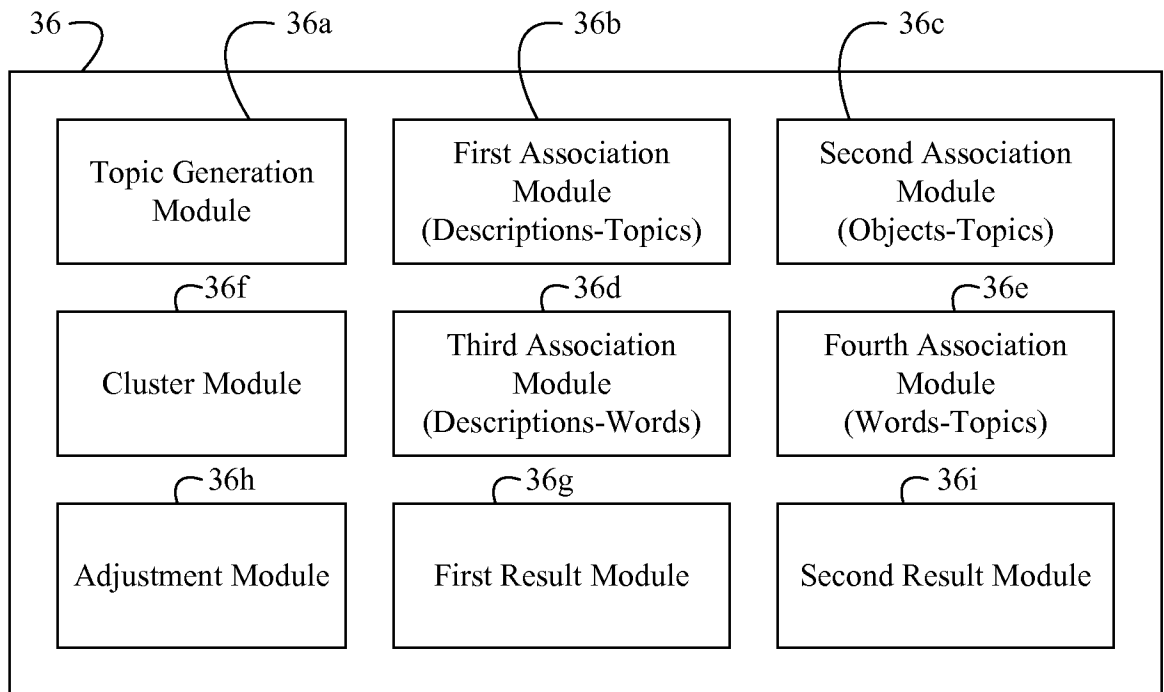 36
36a
36b
36c
Topic Generation
Module
First Association
Module
(Descriptions-Topics)
Second Association
Module
(Objects-Topics)
36f
36d
36e
Cluster Module
Third Association
Module
(Descriptions-Words)
Fourth Association
Module
(Words-Topics)
36h
36g
36i
Adjustment Module
First Result Module
Second Result Module